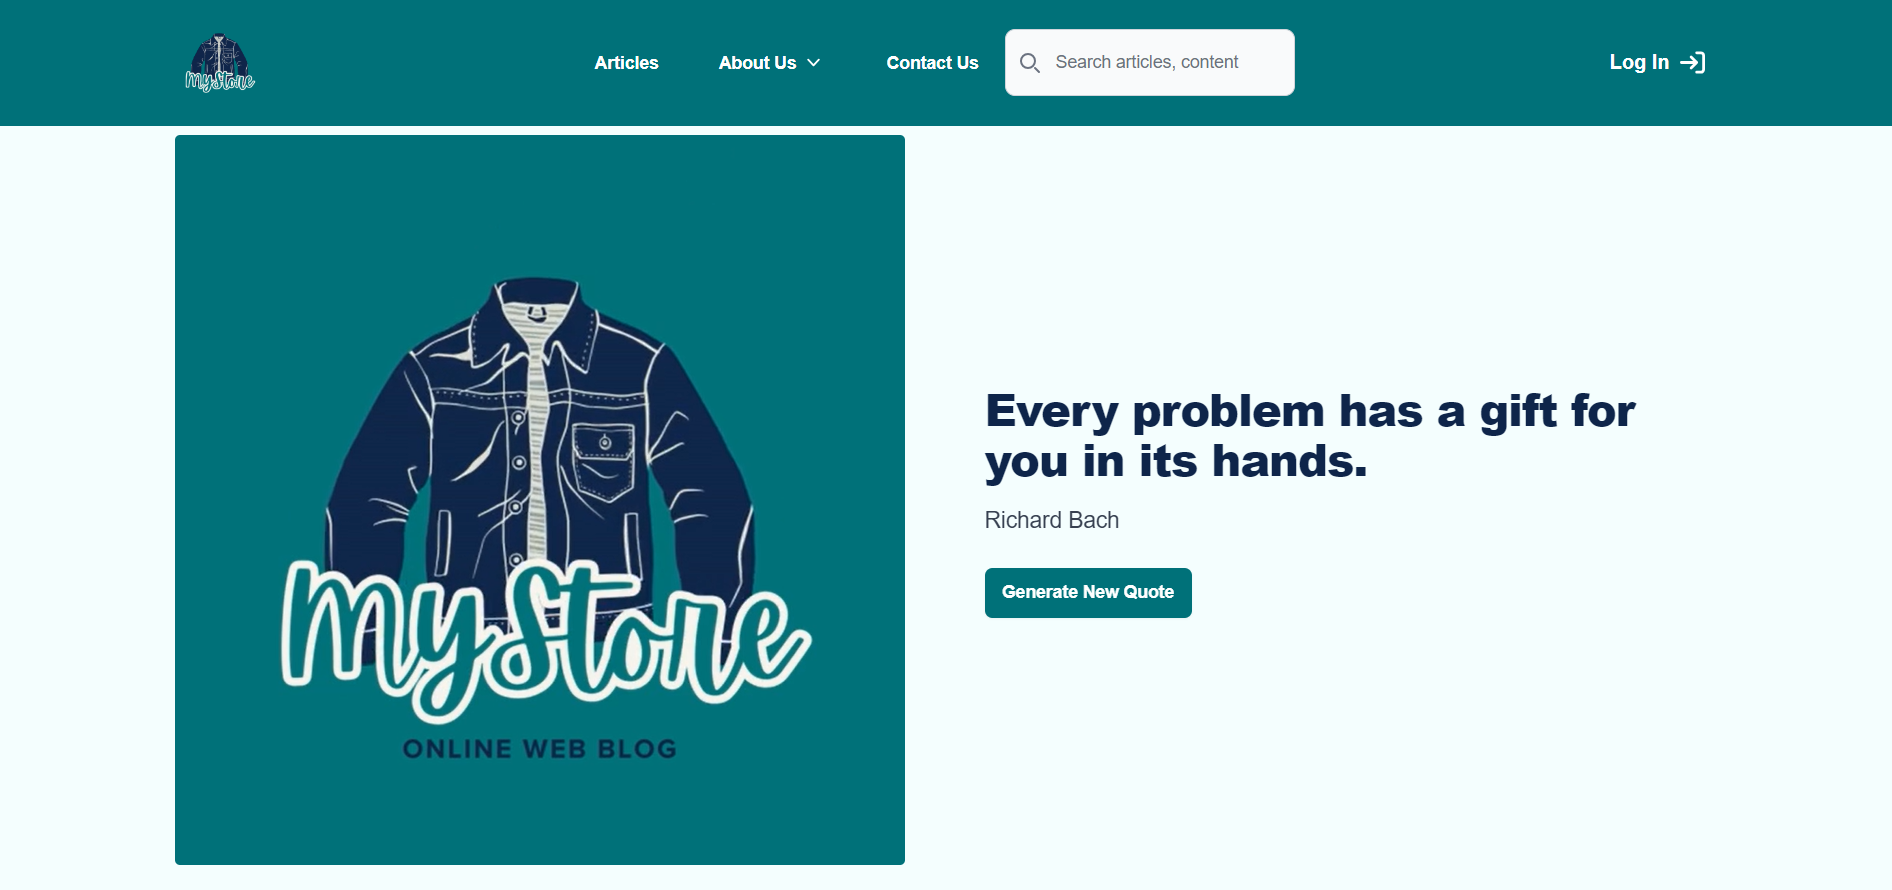 MyStore
Articles
About Us
Contact Us
Search articles, content
Log In
MyStore
ONLINE WEB BLOG
Every problem has a gift for
you in its hands.
Richard Bach
Generate New Quote